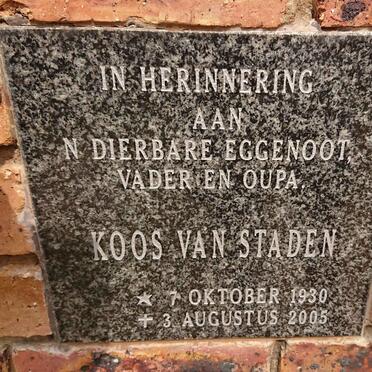 IN HERINNERING
AAN
N DIERBARE EGGENOOT,
VADER EN OUPA.
KOOS VAN STADEN
★ 7 OKTOBER 1930
+ 3 AUGUSTUS 2005